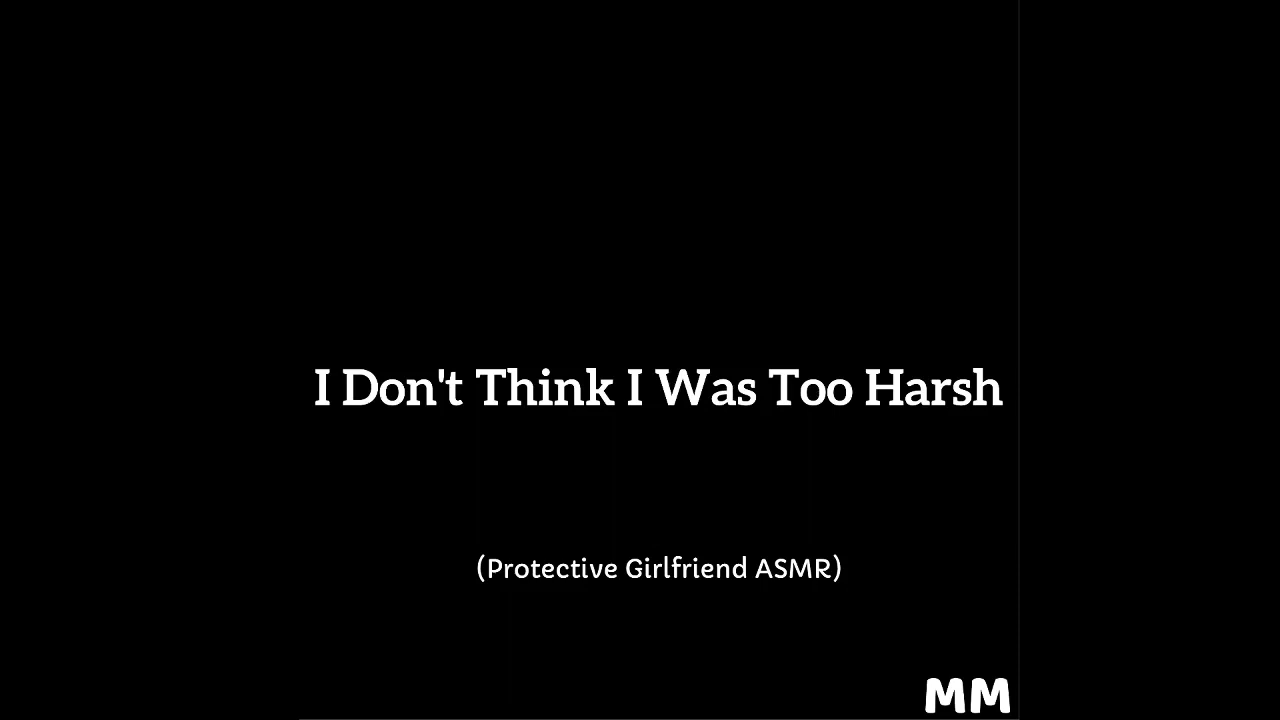 I Don't Think I Was Too Harsh
(Protective Girlfriend ASMR)
MM